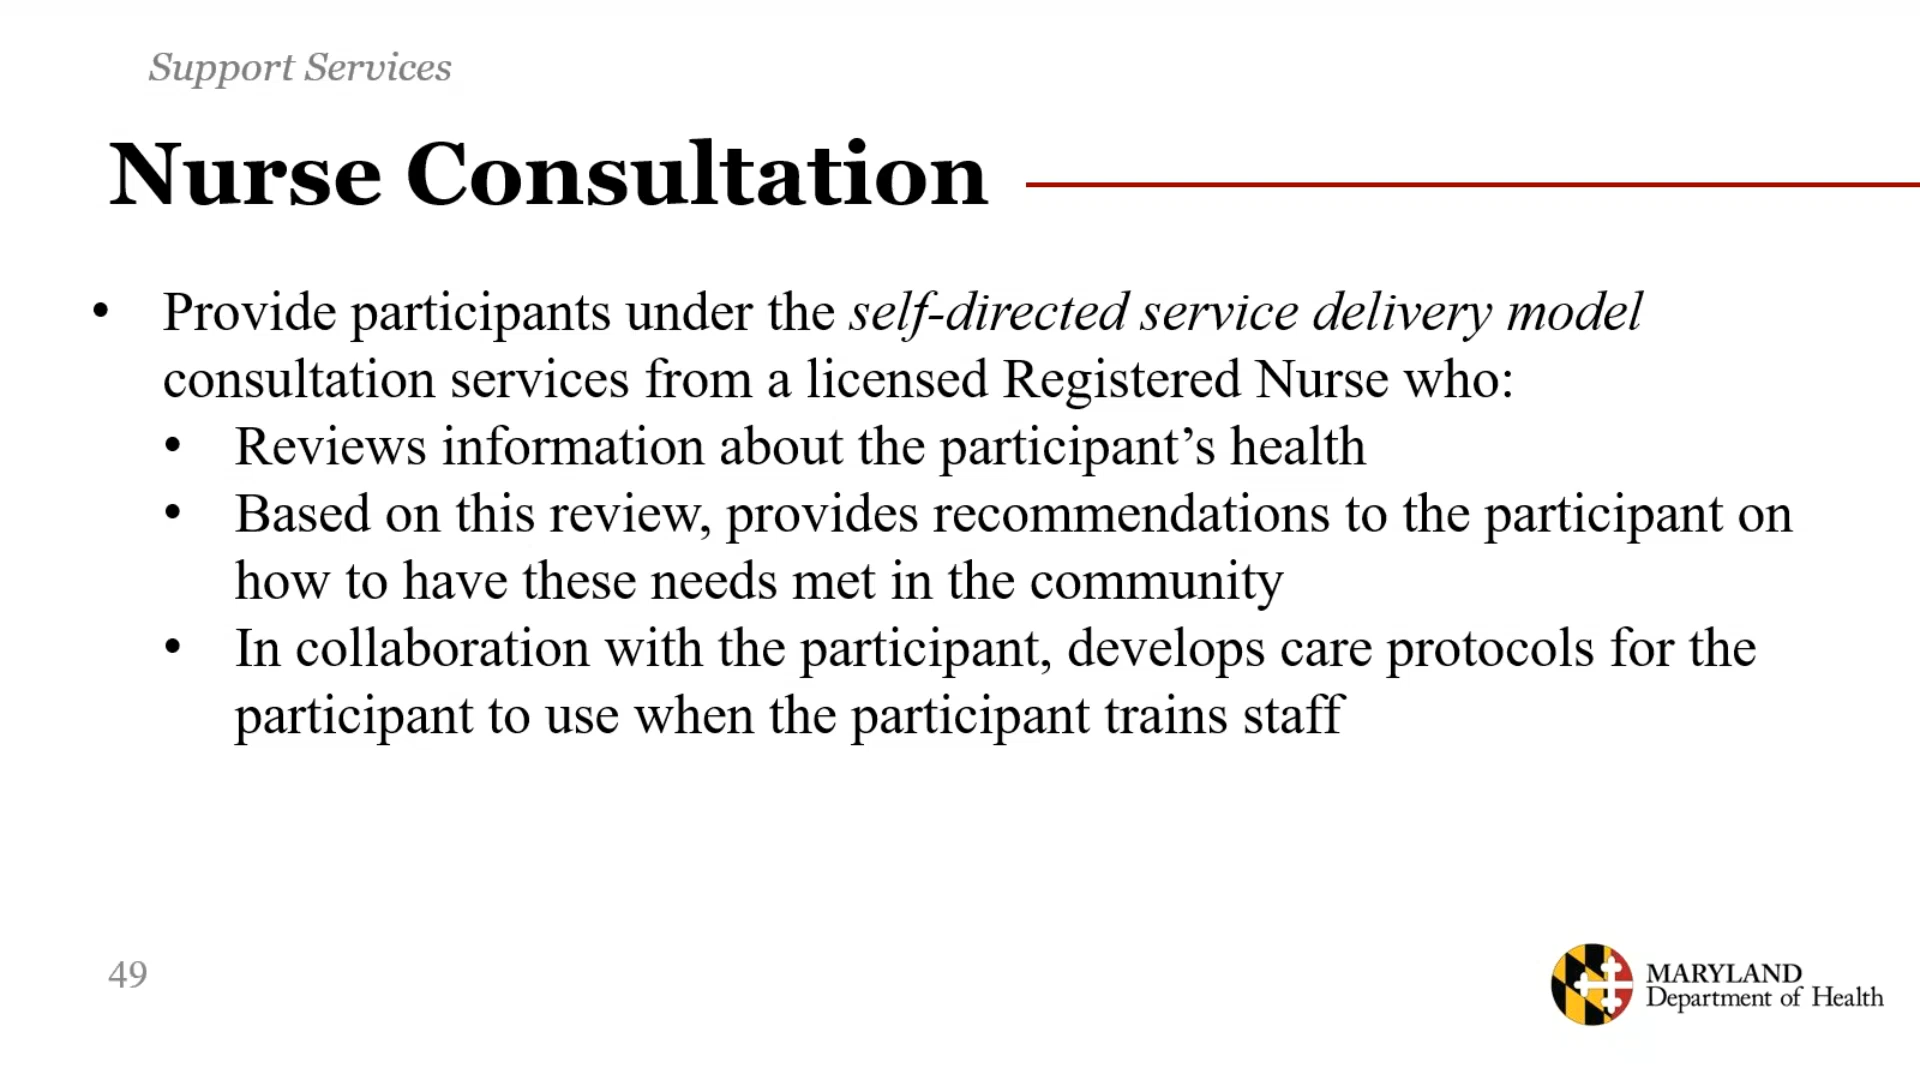 Support Services
Nurse Consultation
• Provide participants under the self-directed service delivery model
consultation services from a licensed Registered Nurse who:
• Reviews information about the participant’s health
• Based on this review, provides recommendations to the participant on
how to have these needs met in the community
• In collaboration with the participant, develops care protocols for the
participant to use when the participant trains staff
49
MARYLAND
Department of Health